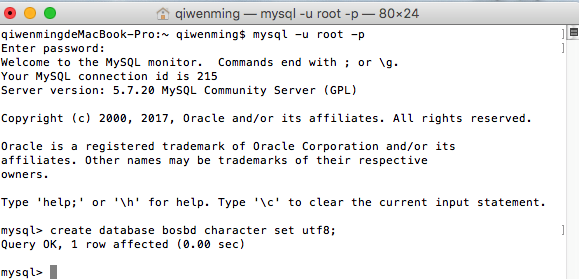 qiwenming — mysql -u root -p — 80×24
qiwenmingdeMacBook-Pro:~ qiwenming$ mysql -u root -p
Enter password:
Welcome to the MySQL monitor.  Commands end with ; or \g.
Your MySQL connection id is 215
Server version: 5.7.20 MySQL Community Server (GPL)
Copyright (c) 2000, 2017, Oracle and/or its affiliates. All rights reserved.
Oracle is a registered trademark of Oracle Corporation and/or its
affiliates. Other names may be trademarks of their respective
owners.
Type 'help;' or '\h' for help. Type '\c' to clear the current input statement.
mysql> create database bosbd character set utf8;
Query OK, 1 row affected (0.00 sec)
mysql>